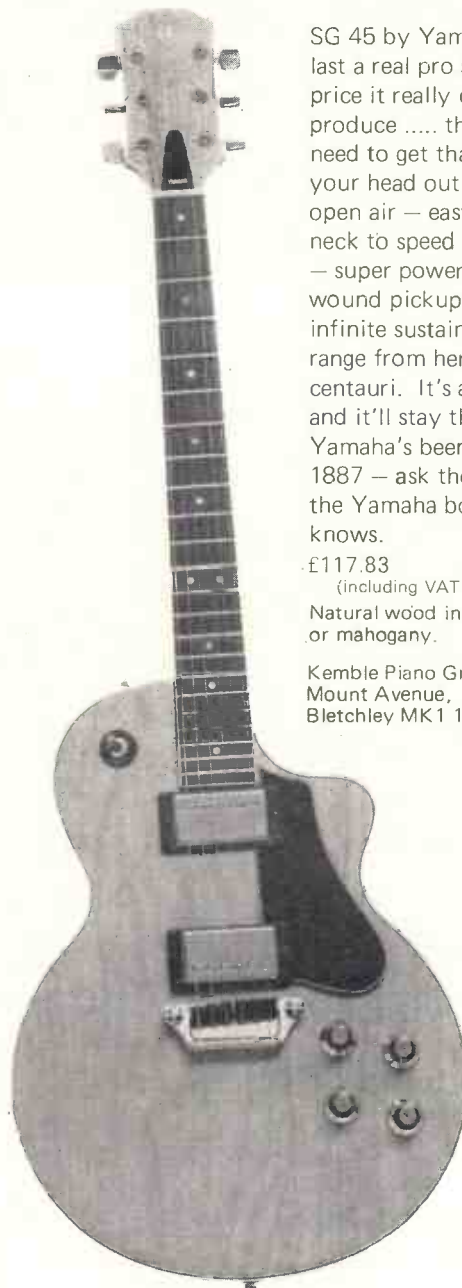 SG 45 by Yam
last a real pro
price it really
produce ..... th
need to get tha
your head out
open air — eas
neck to speed
— super power
wound pickup
infinite sustain
range from her
centauri. It's a
and it'll stay th
Yamaha's been
1887 — ask the
the Yamaha bo
knows.
£117.83
(including VAT
Natural wood in
or mahogany.
Kemble Piano Gr
Mount Avenue,
Bletchley MK1 1